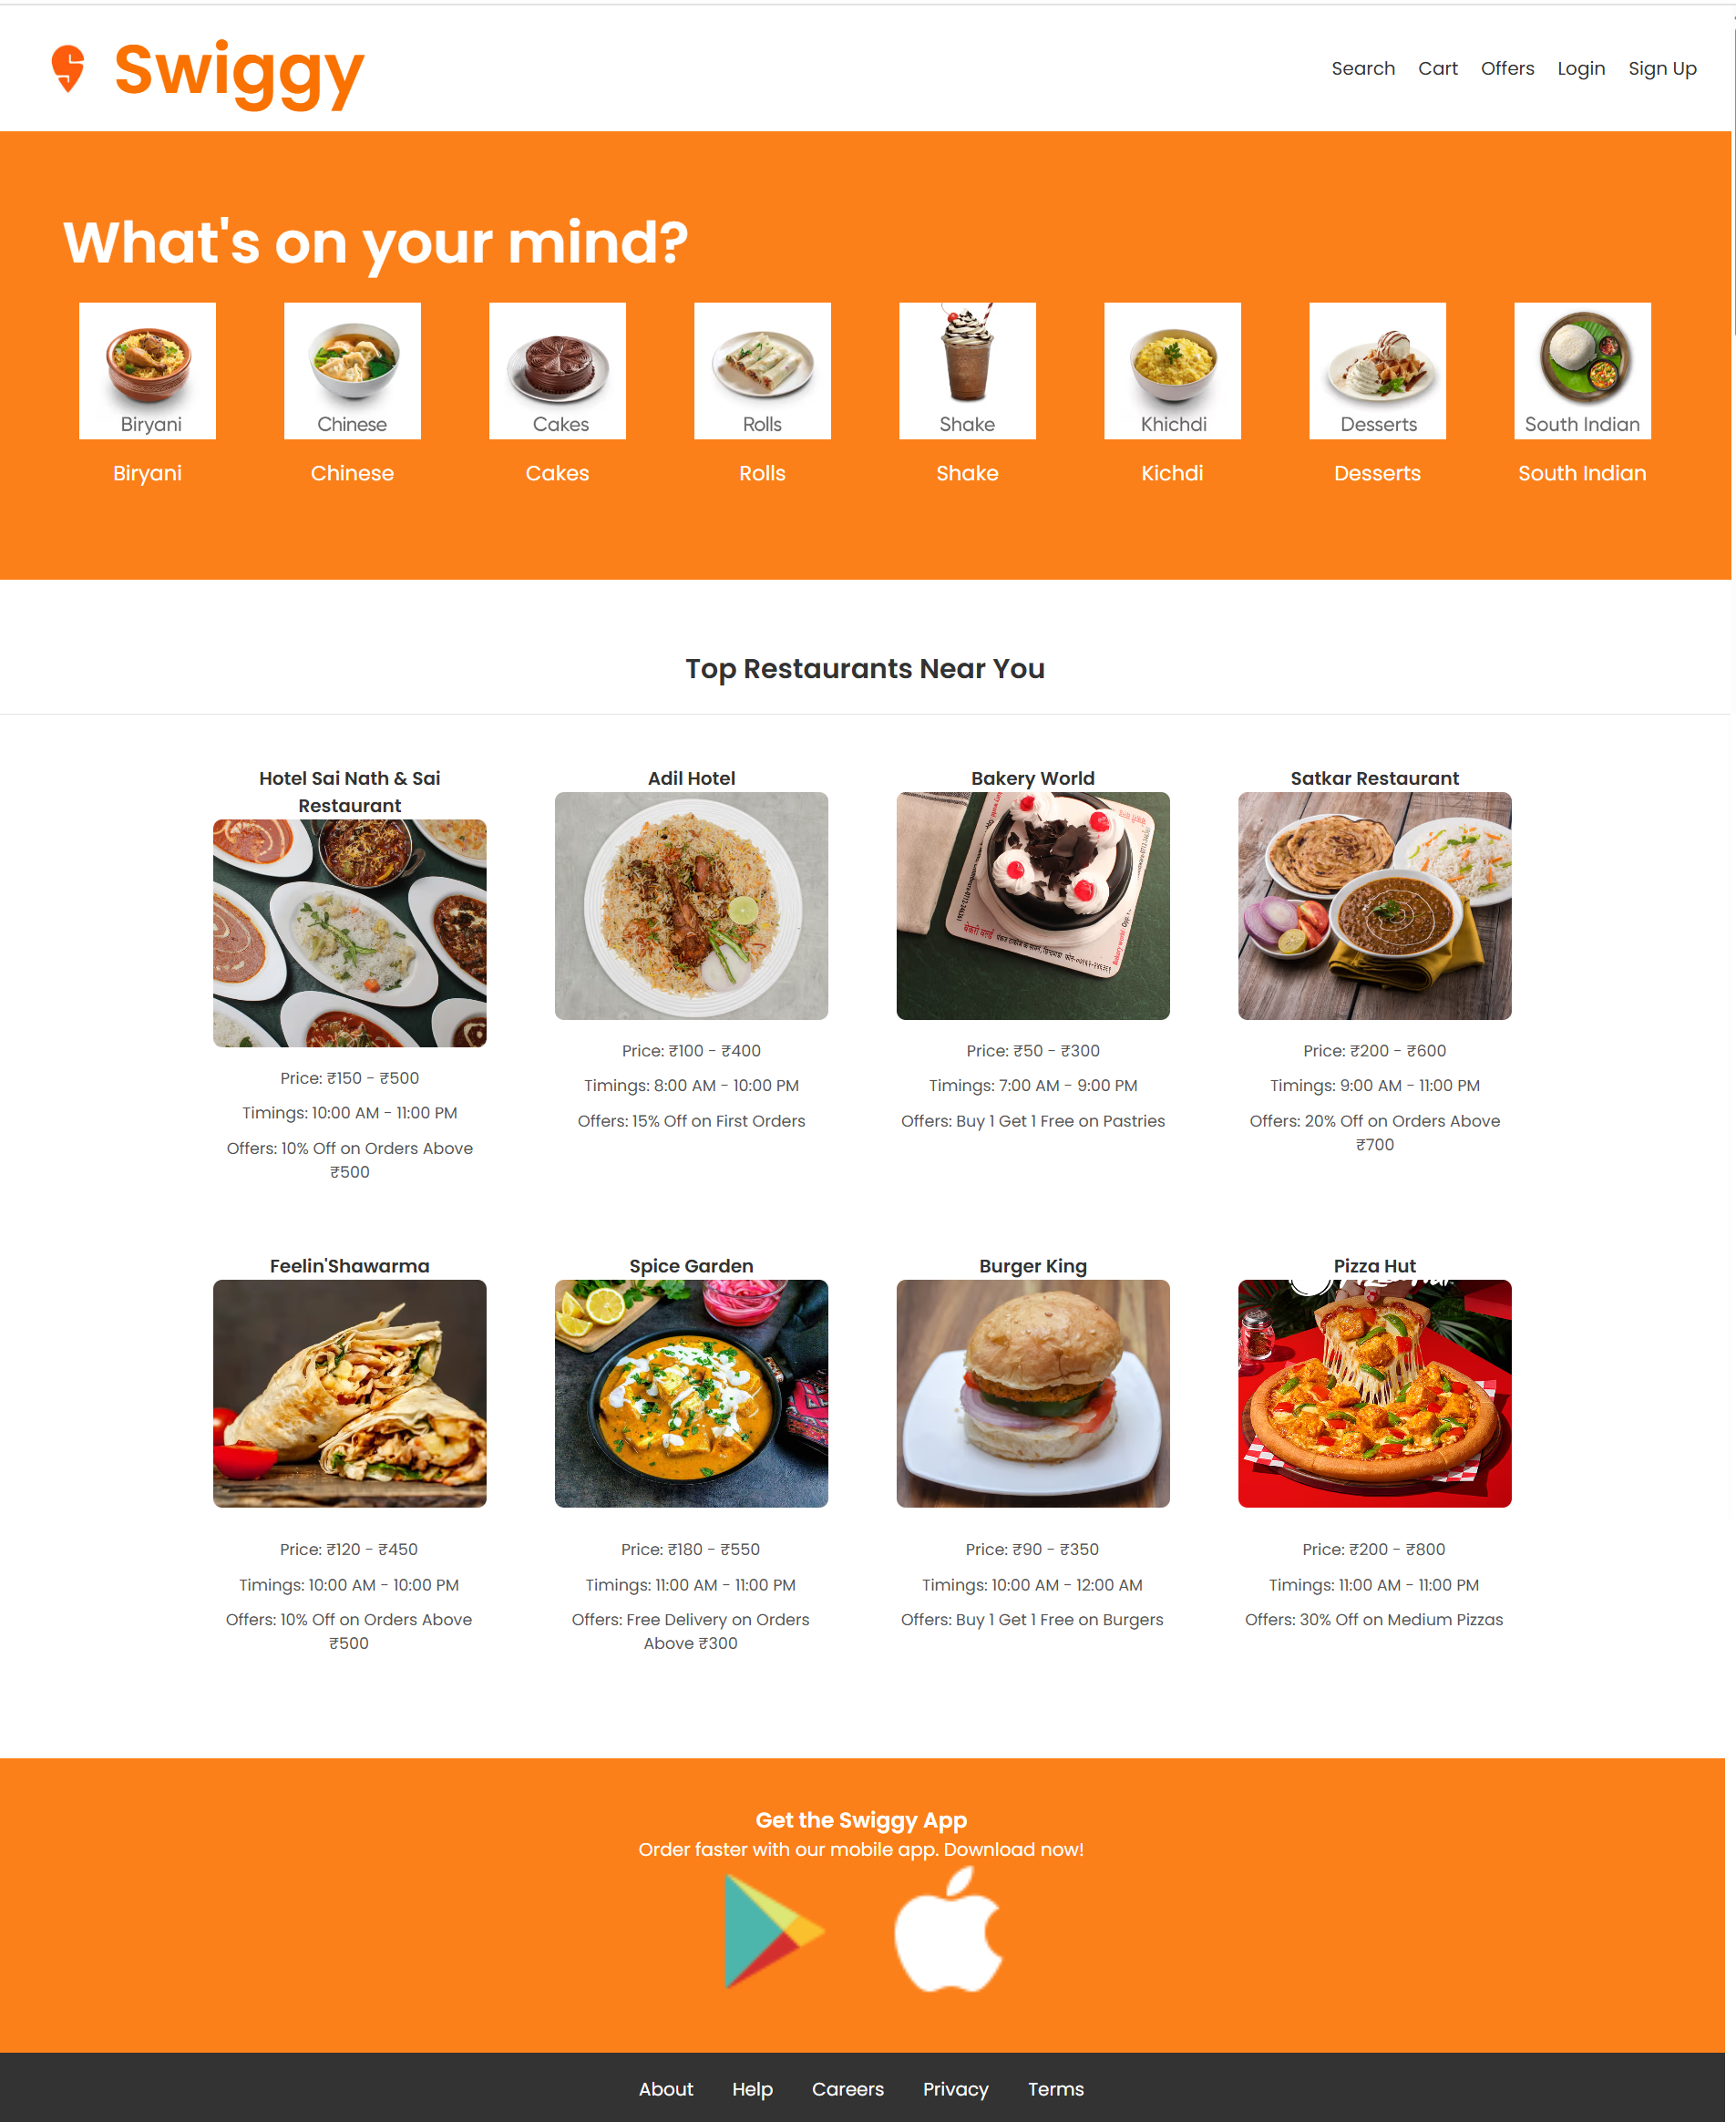 Swiggy
Search Cart Offers Login Sign Up
What's on your mind?
Biryani Chinese Cakes Rolls Shake Khichdi Desserts South Indian
Biryani Chinese Cakes Rolls Shake Kichdi Desserts South Indian
Top Restaurants Near You
Hotel Sai Nath & Sai
Restaurant
Price: ₹150 - ₹500
Timings: 10:00 AM - 11:00 PM
Offers: 10% Off on Orders Above
₹500
Adil Hotel
Price: ₹100 - ₹400
Timings: 8:00 AM - 10:00 PM
Offers: 15% Off on First Orders
Bakery World
Price: ₹50 - ₹300
Timings: 7:00 AM - 9:00 PM
Offers: Buy 1 Get 1 Free on Pastries
Satkar Restaurant
Price: ₹200 - ₹600
Timings: 9:00 AM - 11:00 PM
Offers: 20% Off on Orders Above
₹700
Feelin'Shawarma
Price: ₹120 - ₹450
Timings: 10:00 AM - 10:00 PM
Offers: 10% Off on Orders Above
₹500
Spice Garden
Price: ₹180 - ₹550
Timings: 11:00 AM - 11:00 PM
Offers: Free Delivery on Orders
Above ₹300
Burger King
Price: ₹90 - ₹350
Timings: 10:00 AM - 12:00 AM
Offers: Buy 1 Get 1 Free on Burgers
Pizza Hut
Price: ₹200 - ₹800
Timings: 11:00 AM - 11:00 PM
Offers: 30% Off on Medium Pizzas
Get the Swiggy App
Order faster with our mobile app. Download now!
About Help Careers Privacy Terms